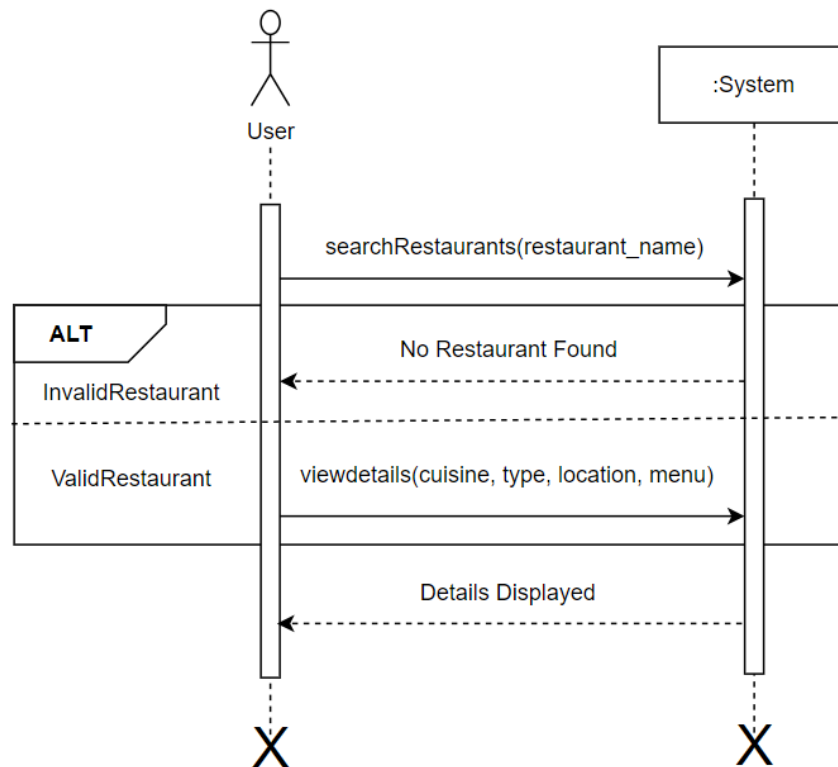 User
:System
searchRestaurants(restaurant_name)
ALT
No Restaurant Found
InvalidRestaurant
ValidRestaurant
viewdetails(cuisine, type, location, menu)
Details Displayed
X
X